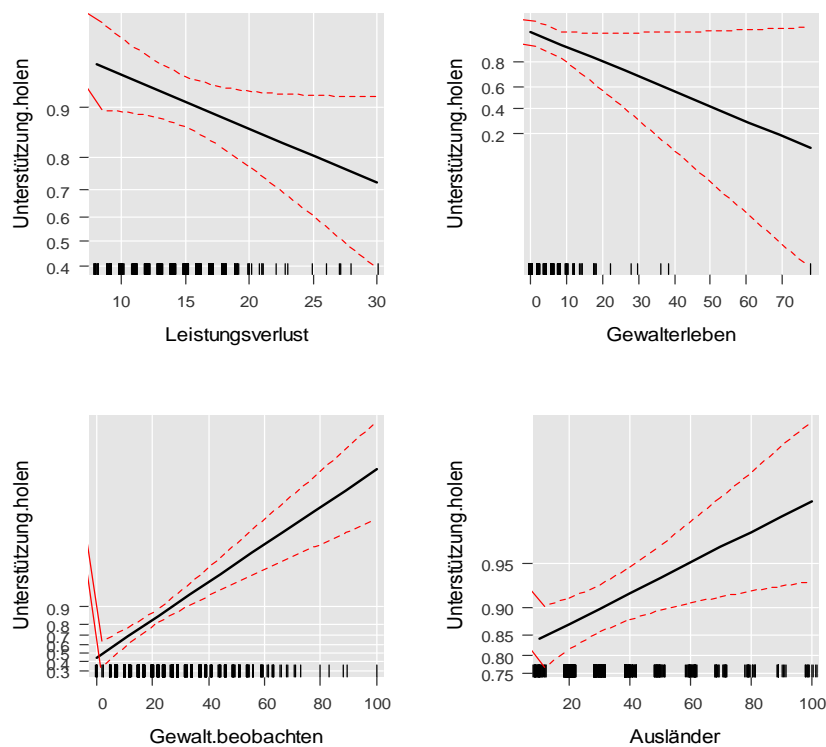 Unterstützung.holen
0.9
0.8
0.7
0.6
0.5
0.4
10 15 20 25 30
Leistungsverlust
Unterstützung.holen
0.8
0.6
0.4
0.2
0 10 20 30 40 50 60 70
Gewalterleben
Unterstützung.holen
0.9
0.8
0.7
0.6
0.5
0.4
0.3
0 20 40 60 80 100
Gewalt.beobachten
Unterstützung.holen
0.95
0.90
0.85
0.80
0.75
20 40 60 80 100
Ausländer